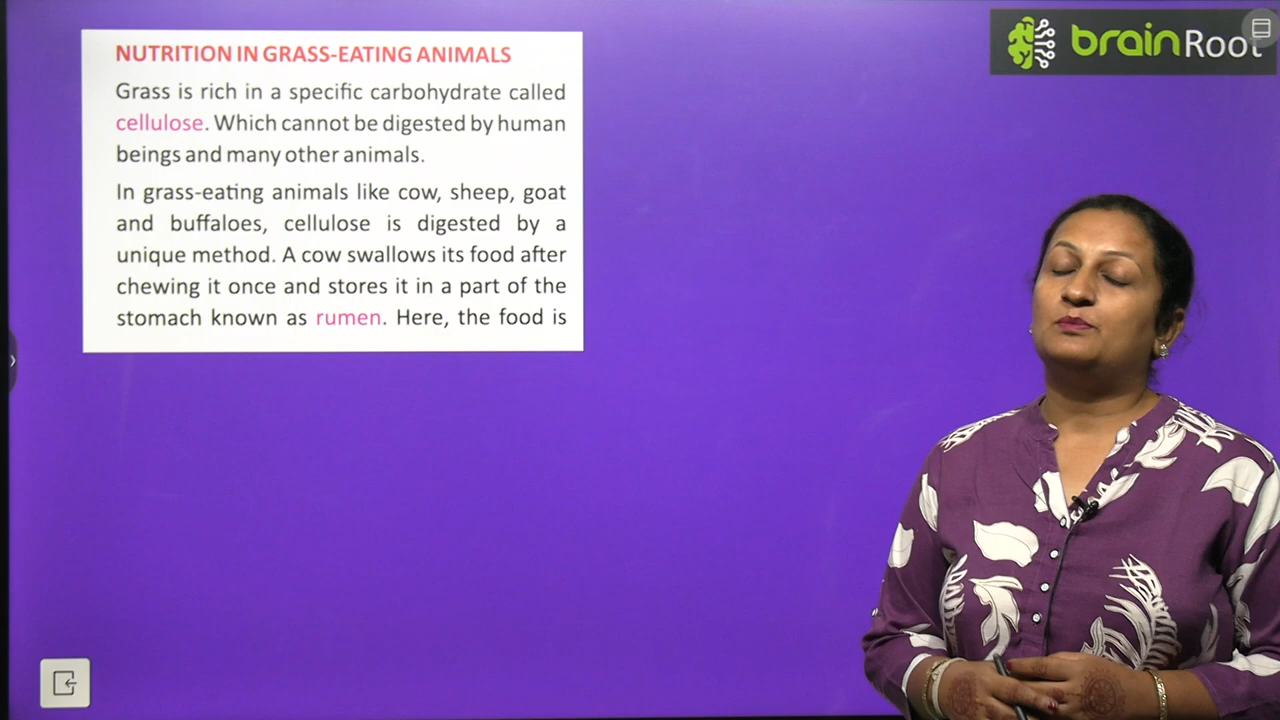 NUTRITION IN GRASS-EATING ANIMALS
Grass is rich in a specific carbohydrate called
cellulose. Which cannot be digested by human
beings and many other animals.
In grass-eating animals like cow, sheep, goat
and buffaloes, cellulose is digested by a
unique method. A cow swallows its food after
chewing it once and stores it in a part of the
stomach known as rumen. Here, the food is
brainRoot